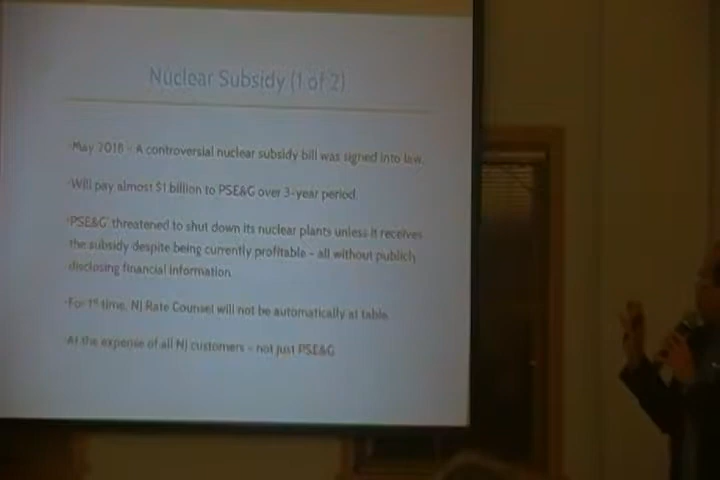 Nuclear Subsidy (1 of 2)
•May 2018 – A controversial nuclear subsidy bill was signed into law.
•Will pay almost $1 billion to PSE&G over 3-year period.
•PSE&G threatened to shut down its nuclear plants unless it receives
the subsidy despite being currently profitable – all without publicly
disclosing financial information.
•For 1st time, NJ Rate Counsel will not be automatically at table.
•At the expense of all NJ customers – not just PSE&G